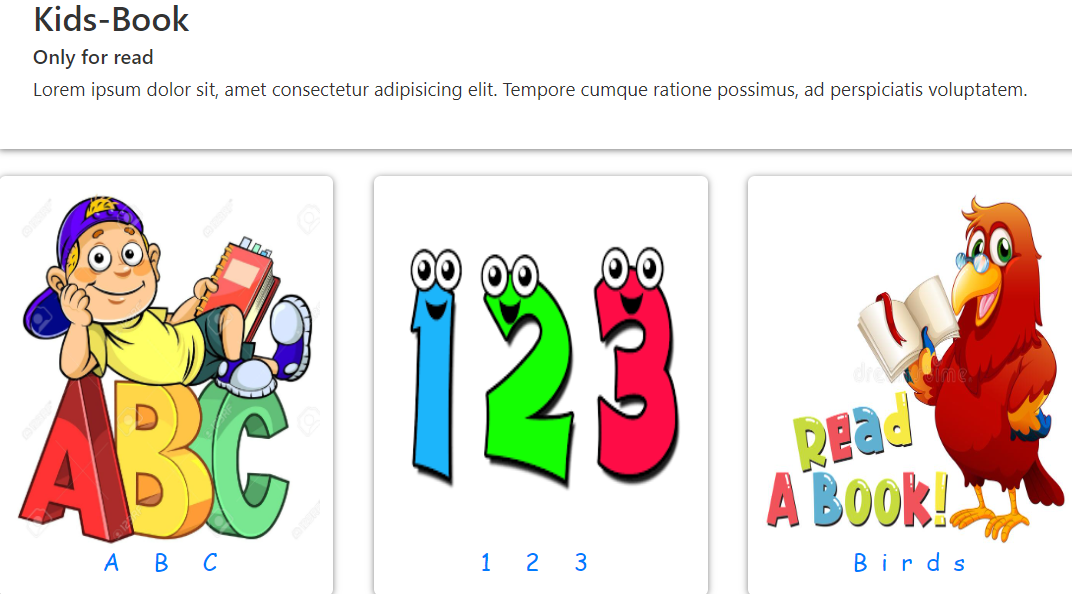 Kids-Book
Only for read
Lorem ipsum dolor sit, amet consectetur adipisicing elit. Tempore cumque ratione possimus, ad perspiciatis voluptatem.
ABC
A B C
123
1 2 3
Read
A Book!
Birds